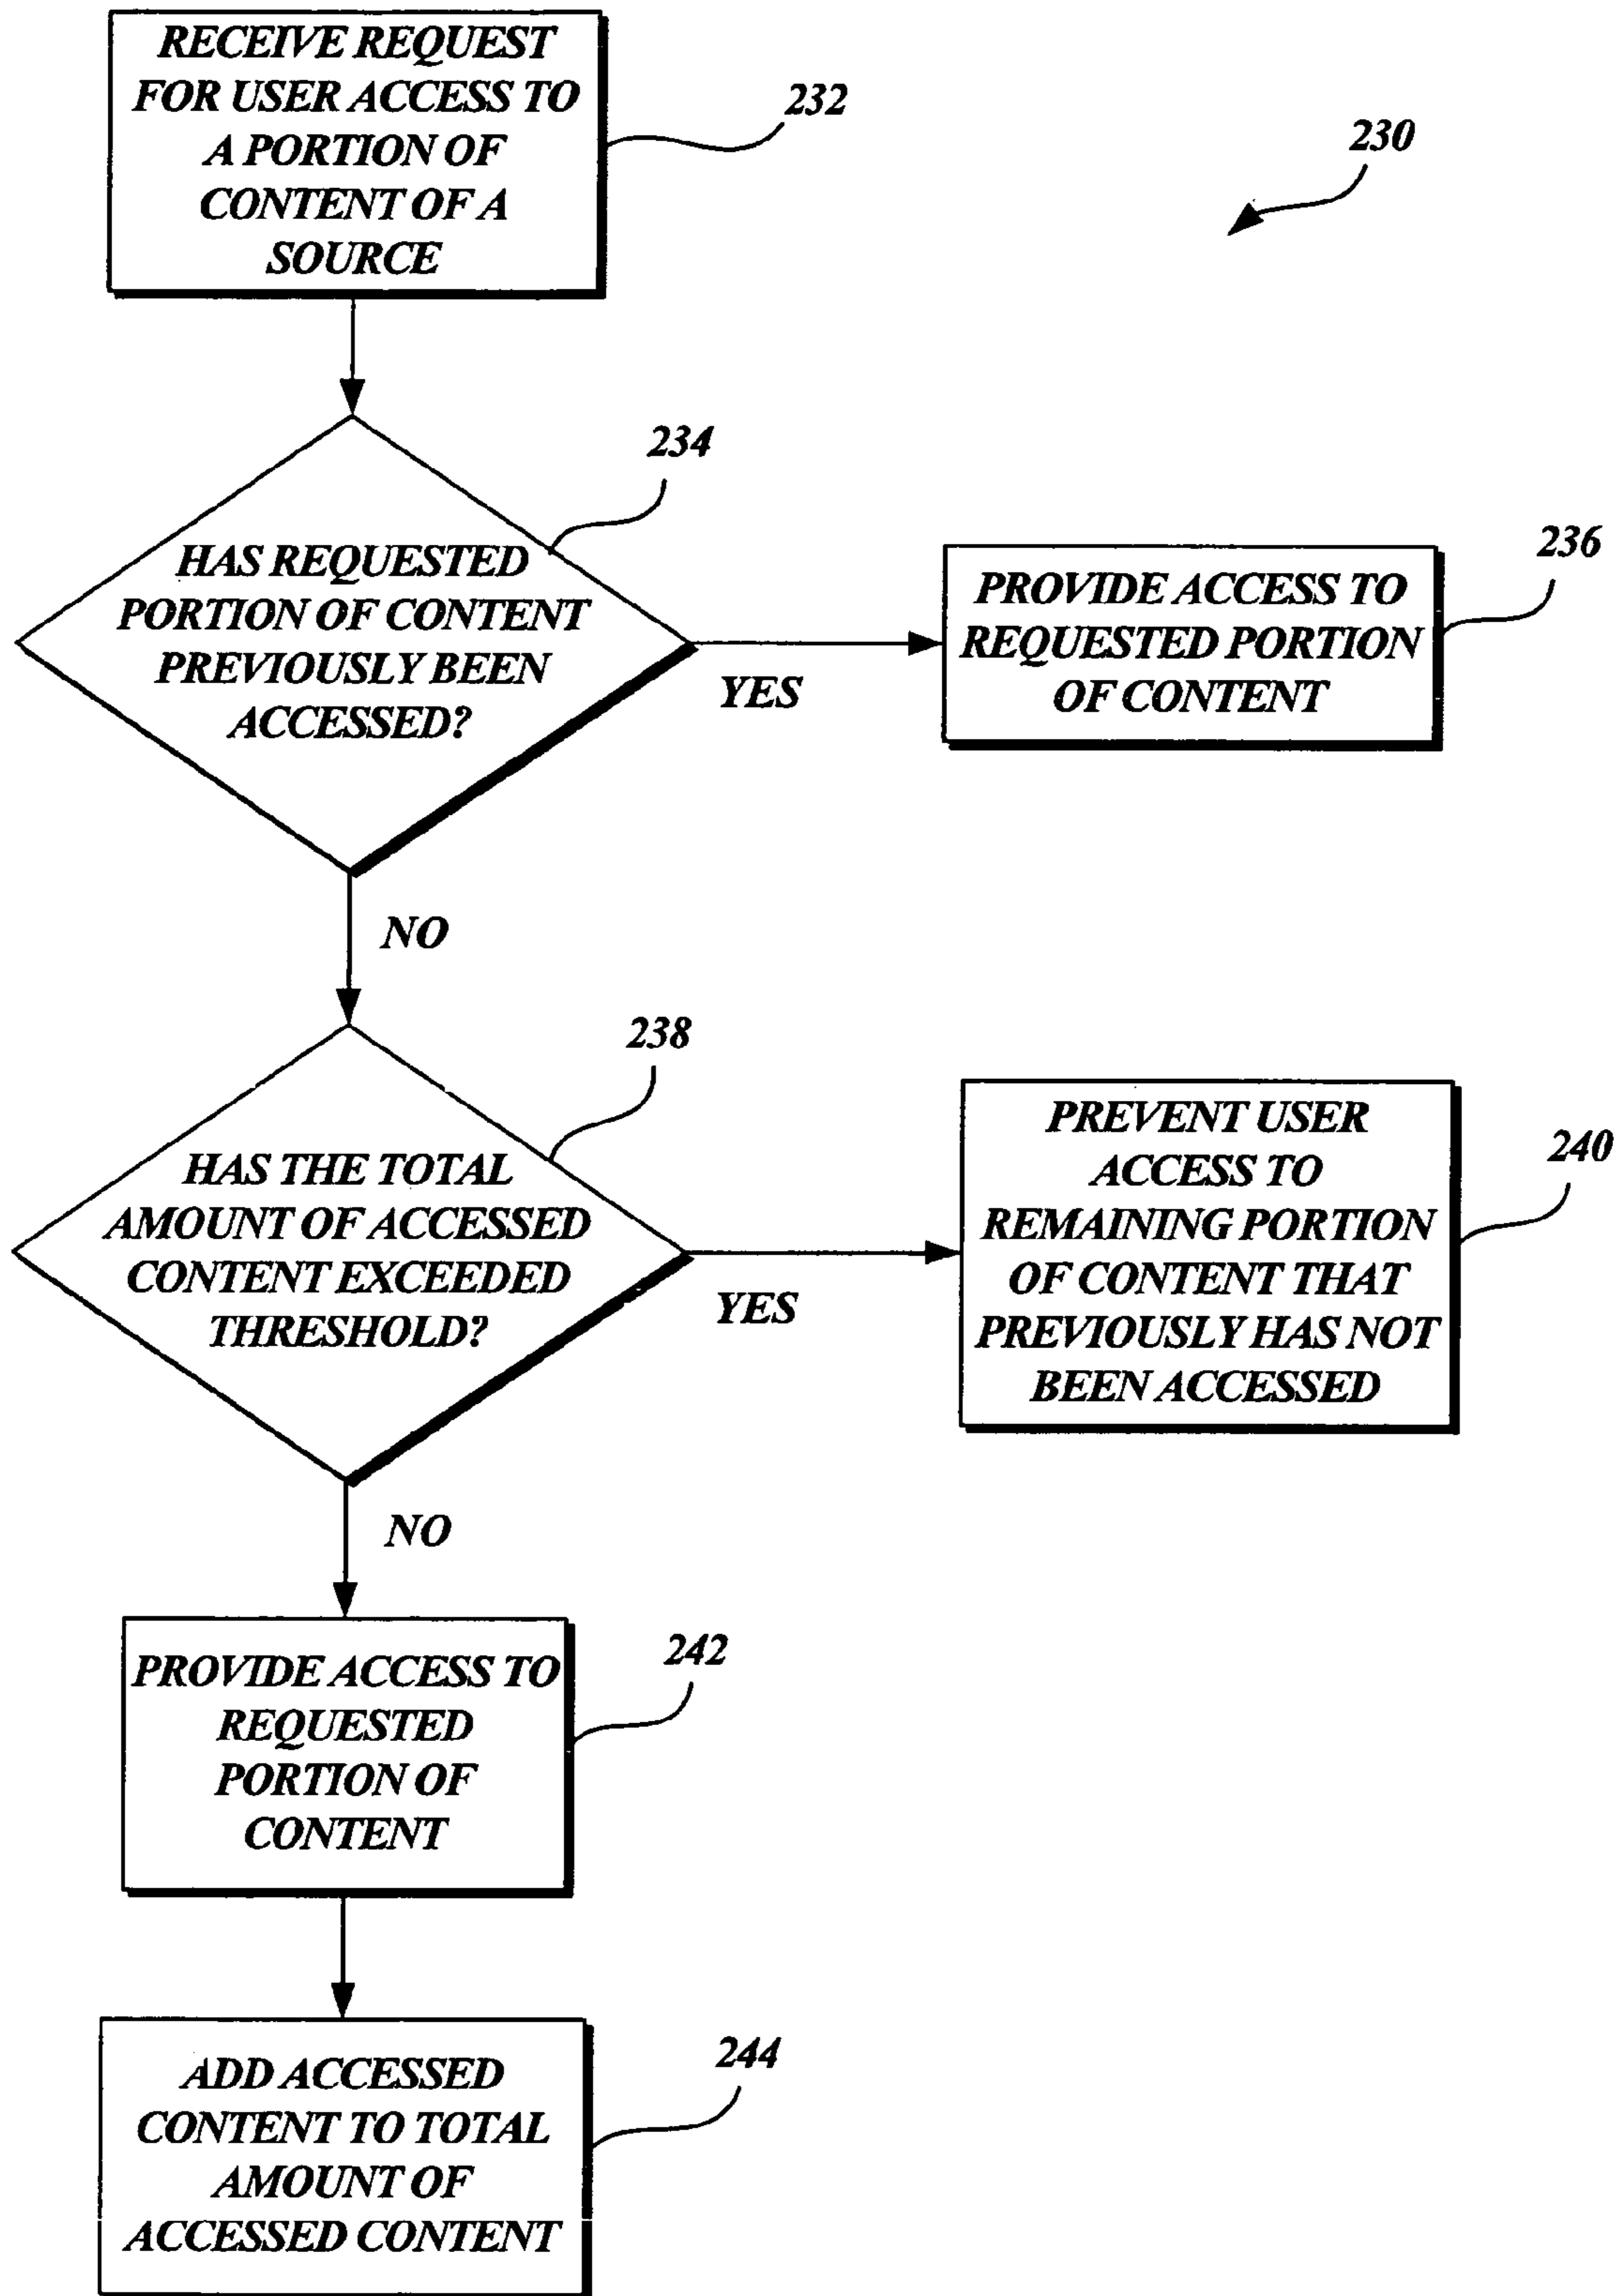 RECEIVE REQUEST
FOR USER ACCESS TO
A PORTION OF
CONTENT OF A
SOURCE
232
230
234
HAS REQUESTED
PORTION OF CONTENT
PREVIOUSLY BEEN
ACCESSED?
YES
236
PROVIDE ACCESS TO
REQUESTED PORTION
OF CONTENT
NO
238
HAS THE TOTAL
AMOUNT OF ACCESSED
CONTENT EXCEEDED
THRESHOLD?
YES
240
PREVENT USER
ACCESS TO
REMAINING PORTION
OF CONTENT THAT
PREVIOUSLY HAS NOT
BEEN ACCESSED
NO
242
PROVIDE ACCESS TO
REQUESTED
PORTION OF
CONTENT
244
ADD ACCESSED
CONTENT TO TOTAL
AMOUNT OF
ACCESSED CONTENT